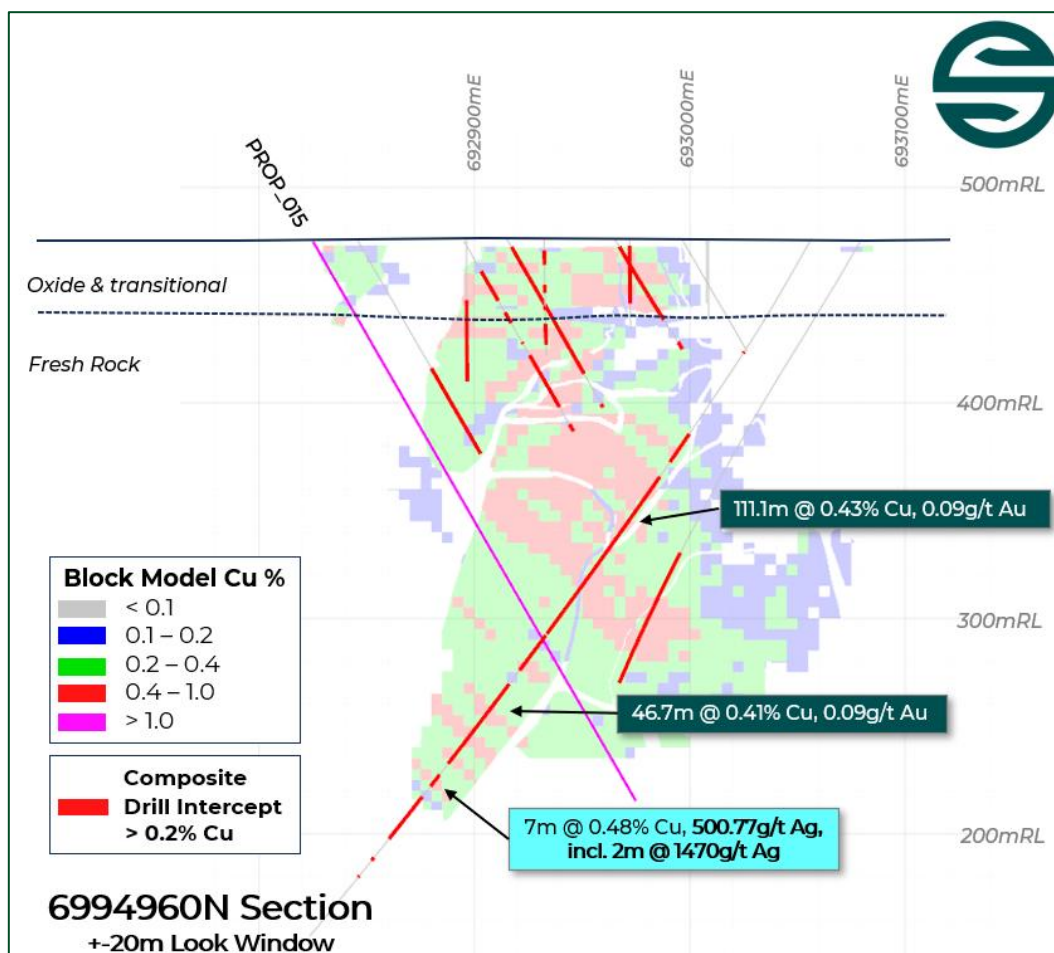 692900mE
693000mE
693100mE
PROP_015
500mRL
Oxide & transitional
Fresh Rock
400mRL
111.1m @ 0.43% Cu, 0.09g/t Au
Block Model Cu %
< 0.1
0.1 – 0.2
0.2 – 0.4
0.4 – 1.0
> 1.0
300mRL
46.7m @ 0.41% Cu, 0.09g/t Au
Composite
Drill Intercept
> 0.2% Cu
7m @ 0.48% Cu, 500.77g/t Ag,
incl. 2m @ 1470g/t Ag
200mRL
6994960N Section
+-20m Look Window